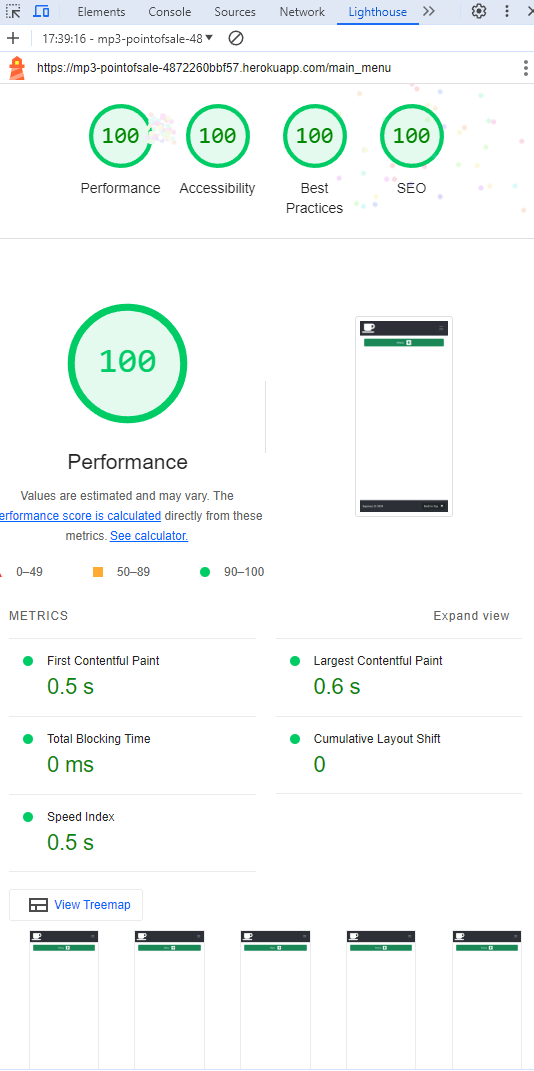 Elements Console Sources Network Lighthouse
17:39:16 - mp3-pointofsale-48
https://mp3-pointofsale-4872260bbf57.herokuapp.com/main_menu
100 100 100 100
Performance Accessibility Best Practices SEO
100
Performance
Values are estimated and may vary. The
erformance score is calculated directly from these
metrics. See calculator.
0–49 50–89 90–100
METRICS Expand view
First Contentful Paint
0.5 s
Largest Contentful Paint
0.6 s
Total Blocking Time
0 ms
Cumulative Layout Shift
0
Speed Index
0.5 s
View Treemap